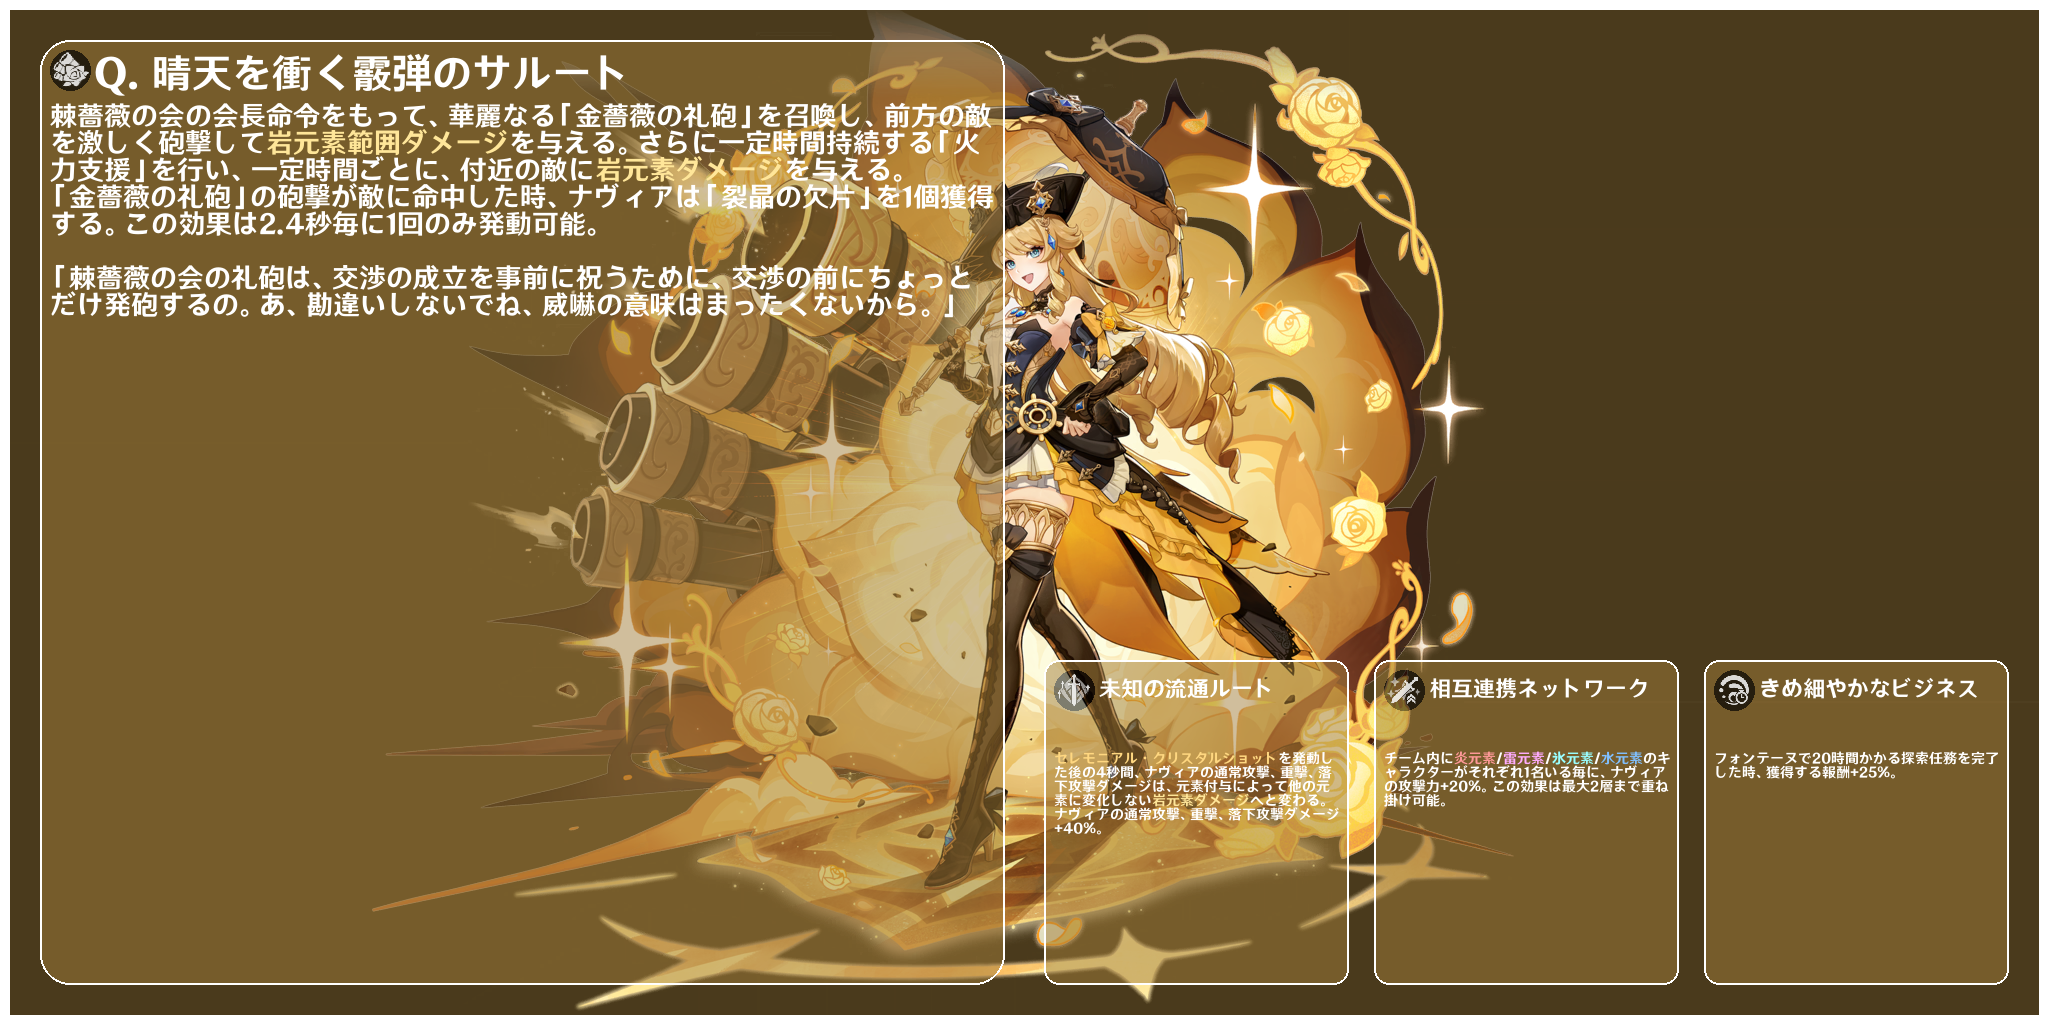 Q. 晴天を衝く霰弾のサルート
棘薔薇の会の会長命令をもって、華麗なる「金薔薇の礼砲」を召喚し、前方の敵
を激しく砲撃して岩元素範囲ダメージを与える。さらに一定時間持続する「火
力支援」を行い、一定時間ごとに、付近の敵に岩元素ダメージを与える。
「金薔薇の礼砲」の砲撃が敵に命中した時、ナヴィアは「裂晶の欠片」を1個獲得
する。この効果は2.4秒毎に1回のみ発動可能。
「棘薔薇の会の礼砲は、交渉の成立を事前に祝うために、交渉の前にちょっと
だけ発砲するの。あ、勘違いしないでね、威嚇の意味はまったくないから。」
未知の流通ルート
セレモニアル・クリスタルショットを発動し
た後の4秒間、ナヴィアの通常攻撃、重撃、落
下攻撃ダメージは、元素付与によって他の元
素に変化しない岩元素ダメージへと変わる。
ナヴィアの通常攻撃、重撃、落下攻撃ダメージ
+40%。
相互連携ネットワーク
チーム内に炎元素/雷元素/氷元素/水元素のキ
ャラクターがそれぞれ1名いる毎に、ナヴィア
の攻撃力+20%。この効果は最大2層まで重ね
掛け可能。
きめ細やかなビジネス
フォンテーヌで20時間かかる探索任務を完了
した時、獲得する報酬+25%。